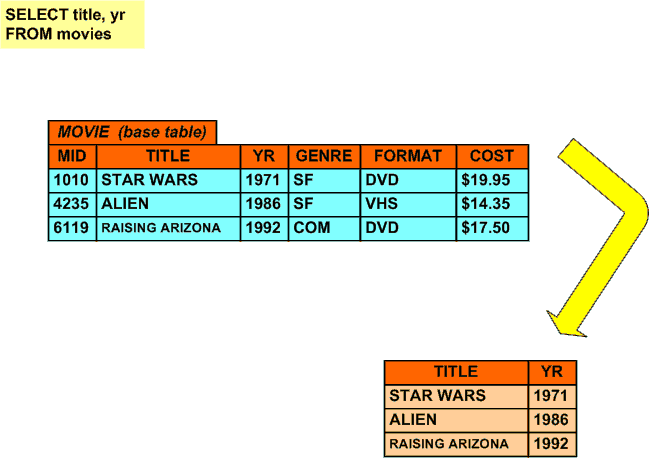 SELECT title, yr
FROM movies
MOVIE (base table)
MID TITLE YR GENRE FORMAT COST
1010 STAR WARS 1971 SF DVD $19.95
4235 ALIEN 1986 SF VHS $14.35
6119 RAISING ARIZONA 1992 COM DVD $17.50
TITLE YR
STAR WARS 1971
ALIEN 1986
RAISING ARIZONA 1992